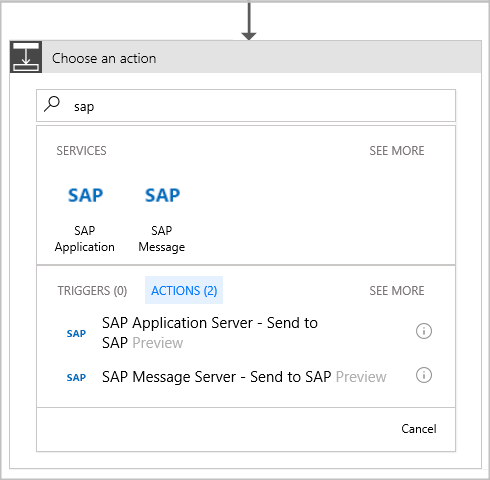 Choose an action
sap
SERVICES SEE MORE
SAP SAP
SAP SAP
Application Message
TRIGGERS (0) ACTIONS (2) SEE MORE
SAP Application Server - Send to
SAP SAP Preview
SAP SAP Message Server - Send to SAP Preview
Cancel